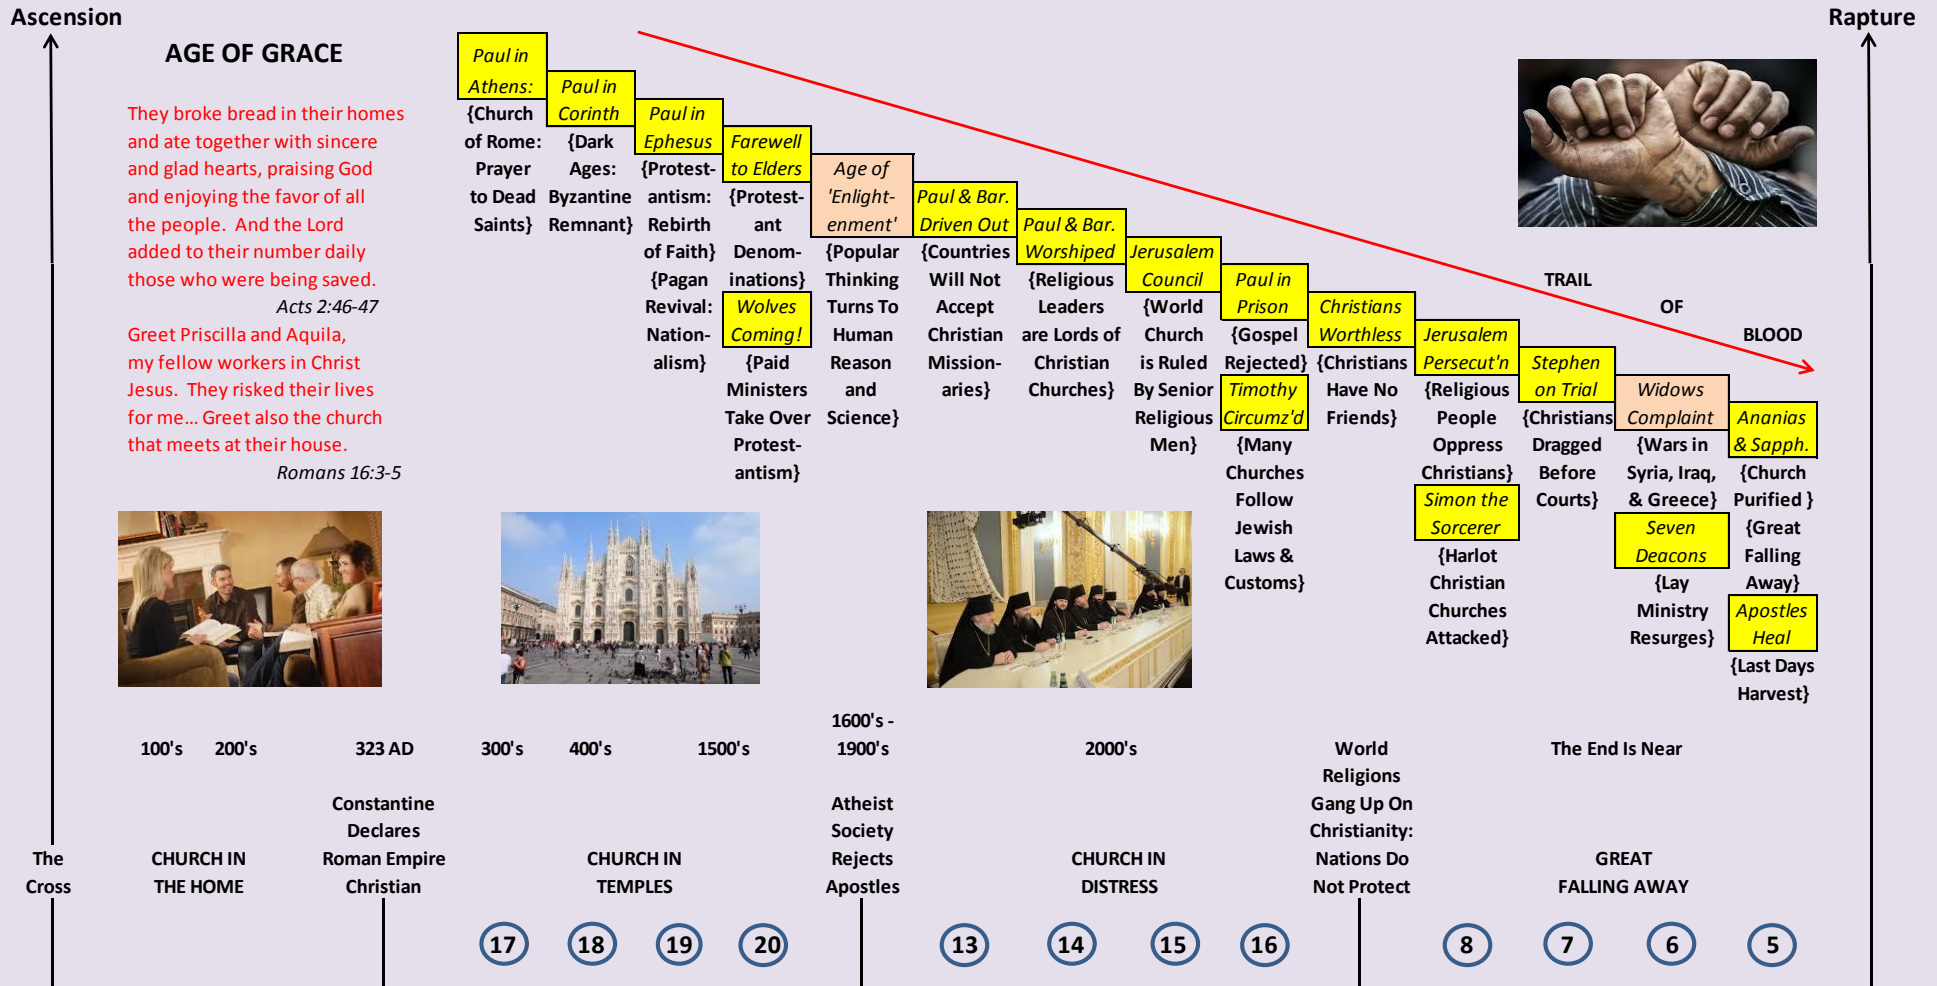 Ascension
Rapture
AGE OF GRACE
They broke bread in their homes
and ate together with sincere
and glad hearts, praising God
and enjoying the favor of all
the people.  And the Lord
added to their number daily
those who were being saved.
Acts 2:46-47
Greet Priscilla and Aquila,
my fellow workers in Christ
Jesus.  They risked their lives
for me... Greet also the church
that meets at their house.
Romans 16:3-5
Paul in
Athens:
{Church
of Rome:
Prayer
to Dead
Saints}
Paul in
Corinth
{Dark
Ages:
Byzantine
Remnant}
Paul in
Ephesus
{Protest-
antism:
Rebirth
of Faith}
{Pagan
Revival:
Nation-
alism}
Farewell
to Elders
{Protest-
ant
Denom-
inations}
Wolves
Coming!
{Paid
Ministers
Take Over
Protest-
antism}
Age of
'Enlight-
enment'
{Popular
Thinking
Turns To
Human
Reason
and
Science}
Paul & Bar.
Driven Out
{Countries
Will Not
Accept
Christian
Mission-
aries}
Paul & Bar.
Worshiped
{Religious
Leaders
are Lords of
Christian
Churches}
Jerusalem
Council
{World
Church
is Ruled
By Senior
Religious
Men}
Paul in
Prison
{Gospel
Rejected}
Timothy
Circumz'd
{Many
Churches
Follow
Jewish
Laws &
Customs}
Christians
Worthless
{Christians
Have No
Friends}
Jerusalem
Persecut'n
{Religious
People
Oppress
Christians}
Simon the
Sorcerer
{Harlot
Christian
Churches
Attacked}
Stephen
on Trial
{Christians
Dragged
Before
Courts}
Widows
Complaint
{Wars in
Syria, Iraq,
& Greece}
Seven
Deacons
{Lay
Ministry
Resurges}
Ananias
& Sapph.
{Church
Purified }
{Great
Falling
Away}
Apostles
Heal
{Last Days
Harvest}
TRAIL
OF
BLOOD
100's
200's
323 AD
300's
400's
1500's
1600's -
1900's
2000's
World
Religions
Gang Up On
Christianity:
Nations Do
Not Protect
The End Is Near
Constantine
Declares
Roman Empire
Christian
Atheist
Society
Rejects
Apostles
The
Cross
CHURCH IN
THE HOME
CHURCH IN
TEMPLES
CHURCH IN
DISTRESS
GREAT
FALLING AWAY
17
18
19
20
13
14
15
16
8
7
6
5